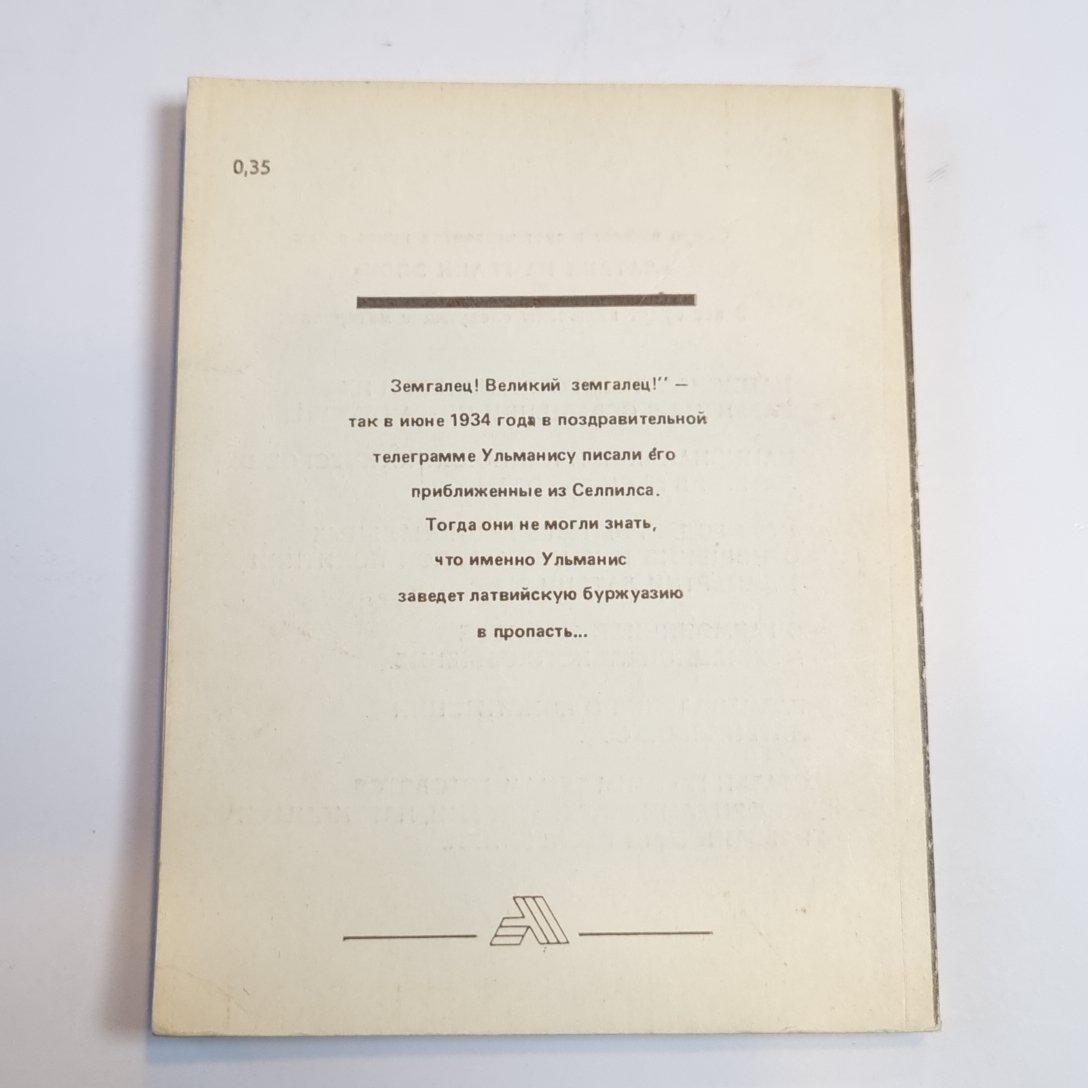 0,35
Земгалец! Великий земгалец!’’ —
так в июне 1934 года в поздравительной
телеграмме Ульманису писали его
приближенные из Селпилса.
Тогда они не могли знать,
что именно Ульманис
заведет латвийскую буржуазию
в пропасть...